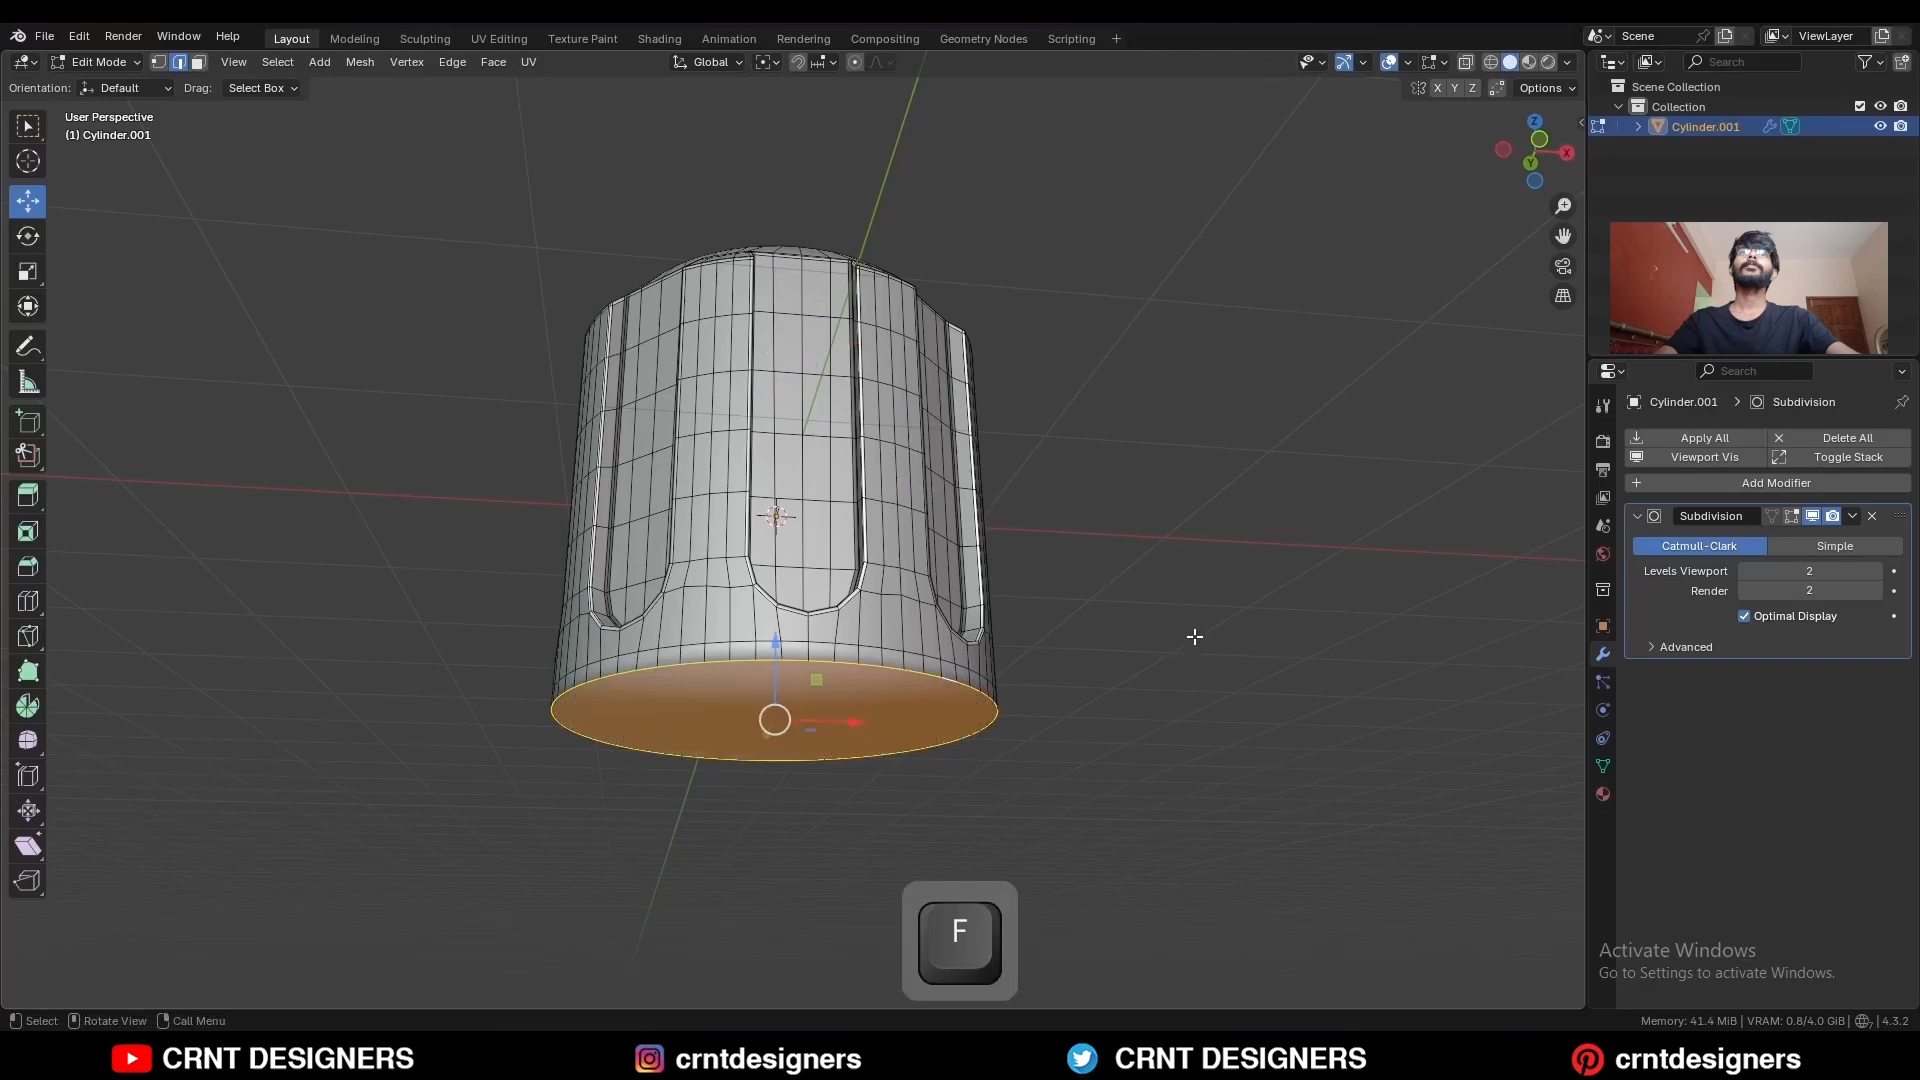 File Edit Render Window Help
Layout Modeling Sculpting UV Editing Texture Paint Shading Animation Rendering Compositing Geometry Nodes Scripting +
Scene
ViewLayer
Edit Mode View Select Add Mesh Vertex Edge Face UV
Global
Search
Orientation: Default Drag: Select Box
X Y Z Options
Scene Collection
Collection
Cylinder.001
User Perspective
(1) Cylinder.001
Z
X
Y
Search
Cylinder.001 > Subdivision
Apply All Delete All
Viewport Vis Toggle Stack
Add Modifier
Subdivision
Catmull-Clark Simple
Levels Viewport 2
Render 2
Optimal Display
Advanced
F
Activate Windows
Go to Settings to activate Windows.
Select Rotate View Call Menu
Memory: 41.4 MiB | VRAM: 0.8/4.0 GiB | 7 | 4.3.2
CRNT DESIGNERS crntdesigners CRNT DESIGNERS crntdesigners